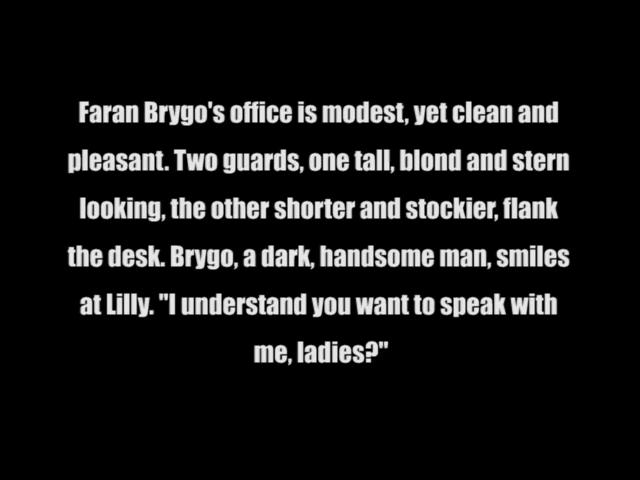 Faran Brygo's office is modest, yet clean and
pleasant. Two guards, one tall, blond and stern
looking, the other shorter and stockier, flank
the desk. Brygo, a dark, handsome man, smiles
at Lilly. "I understand you want to speak with
me, ladies?"